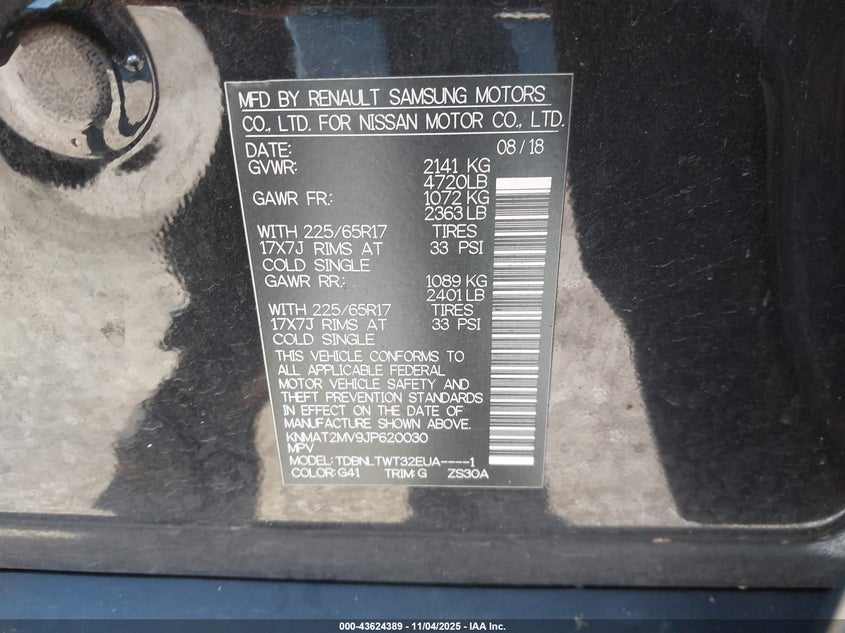 MFD BY RENAULT SAMSUNG MOTORS
CO., LTD. FOR NISSAN MOTOR CO., LTD.
DATE: 08/18
GVWR: 2141 KG
4720LB
GAWR FR: 1072 KG
2363LB
WITH 225/65R17 TIRES
17X7J RIMS AT 33 PSI
COLD SINGLE
GAWR RR: 1089 KG
2401LB
WITH 225/65R17 TIRES
17X7J RIMS AT 33 PSI
COLD SINGLE
THIS VEHICLE CONFORMS TO
ALL APPLICABLE FEDERAL
MOTOR VEHICLE SAFETY AND
THEFT PREVENTION STANDARDS
IN EFFECT ON THE DATE OF
MANUFACTURE SHOWN ABOVE.
KNMAT2MV9JP620030
MPV
MODEL: TDBNLTWT32EUA----1
COLOR: G41 TRIM: G ZS30A
000-43624389 - 11/04/2025 - IAA Inc.